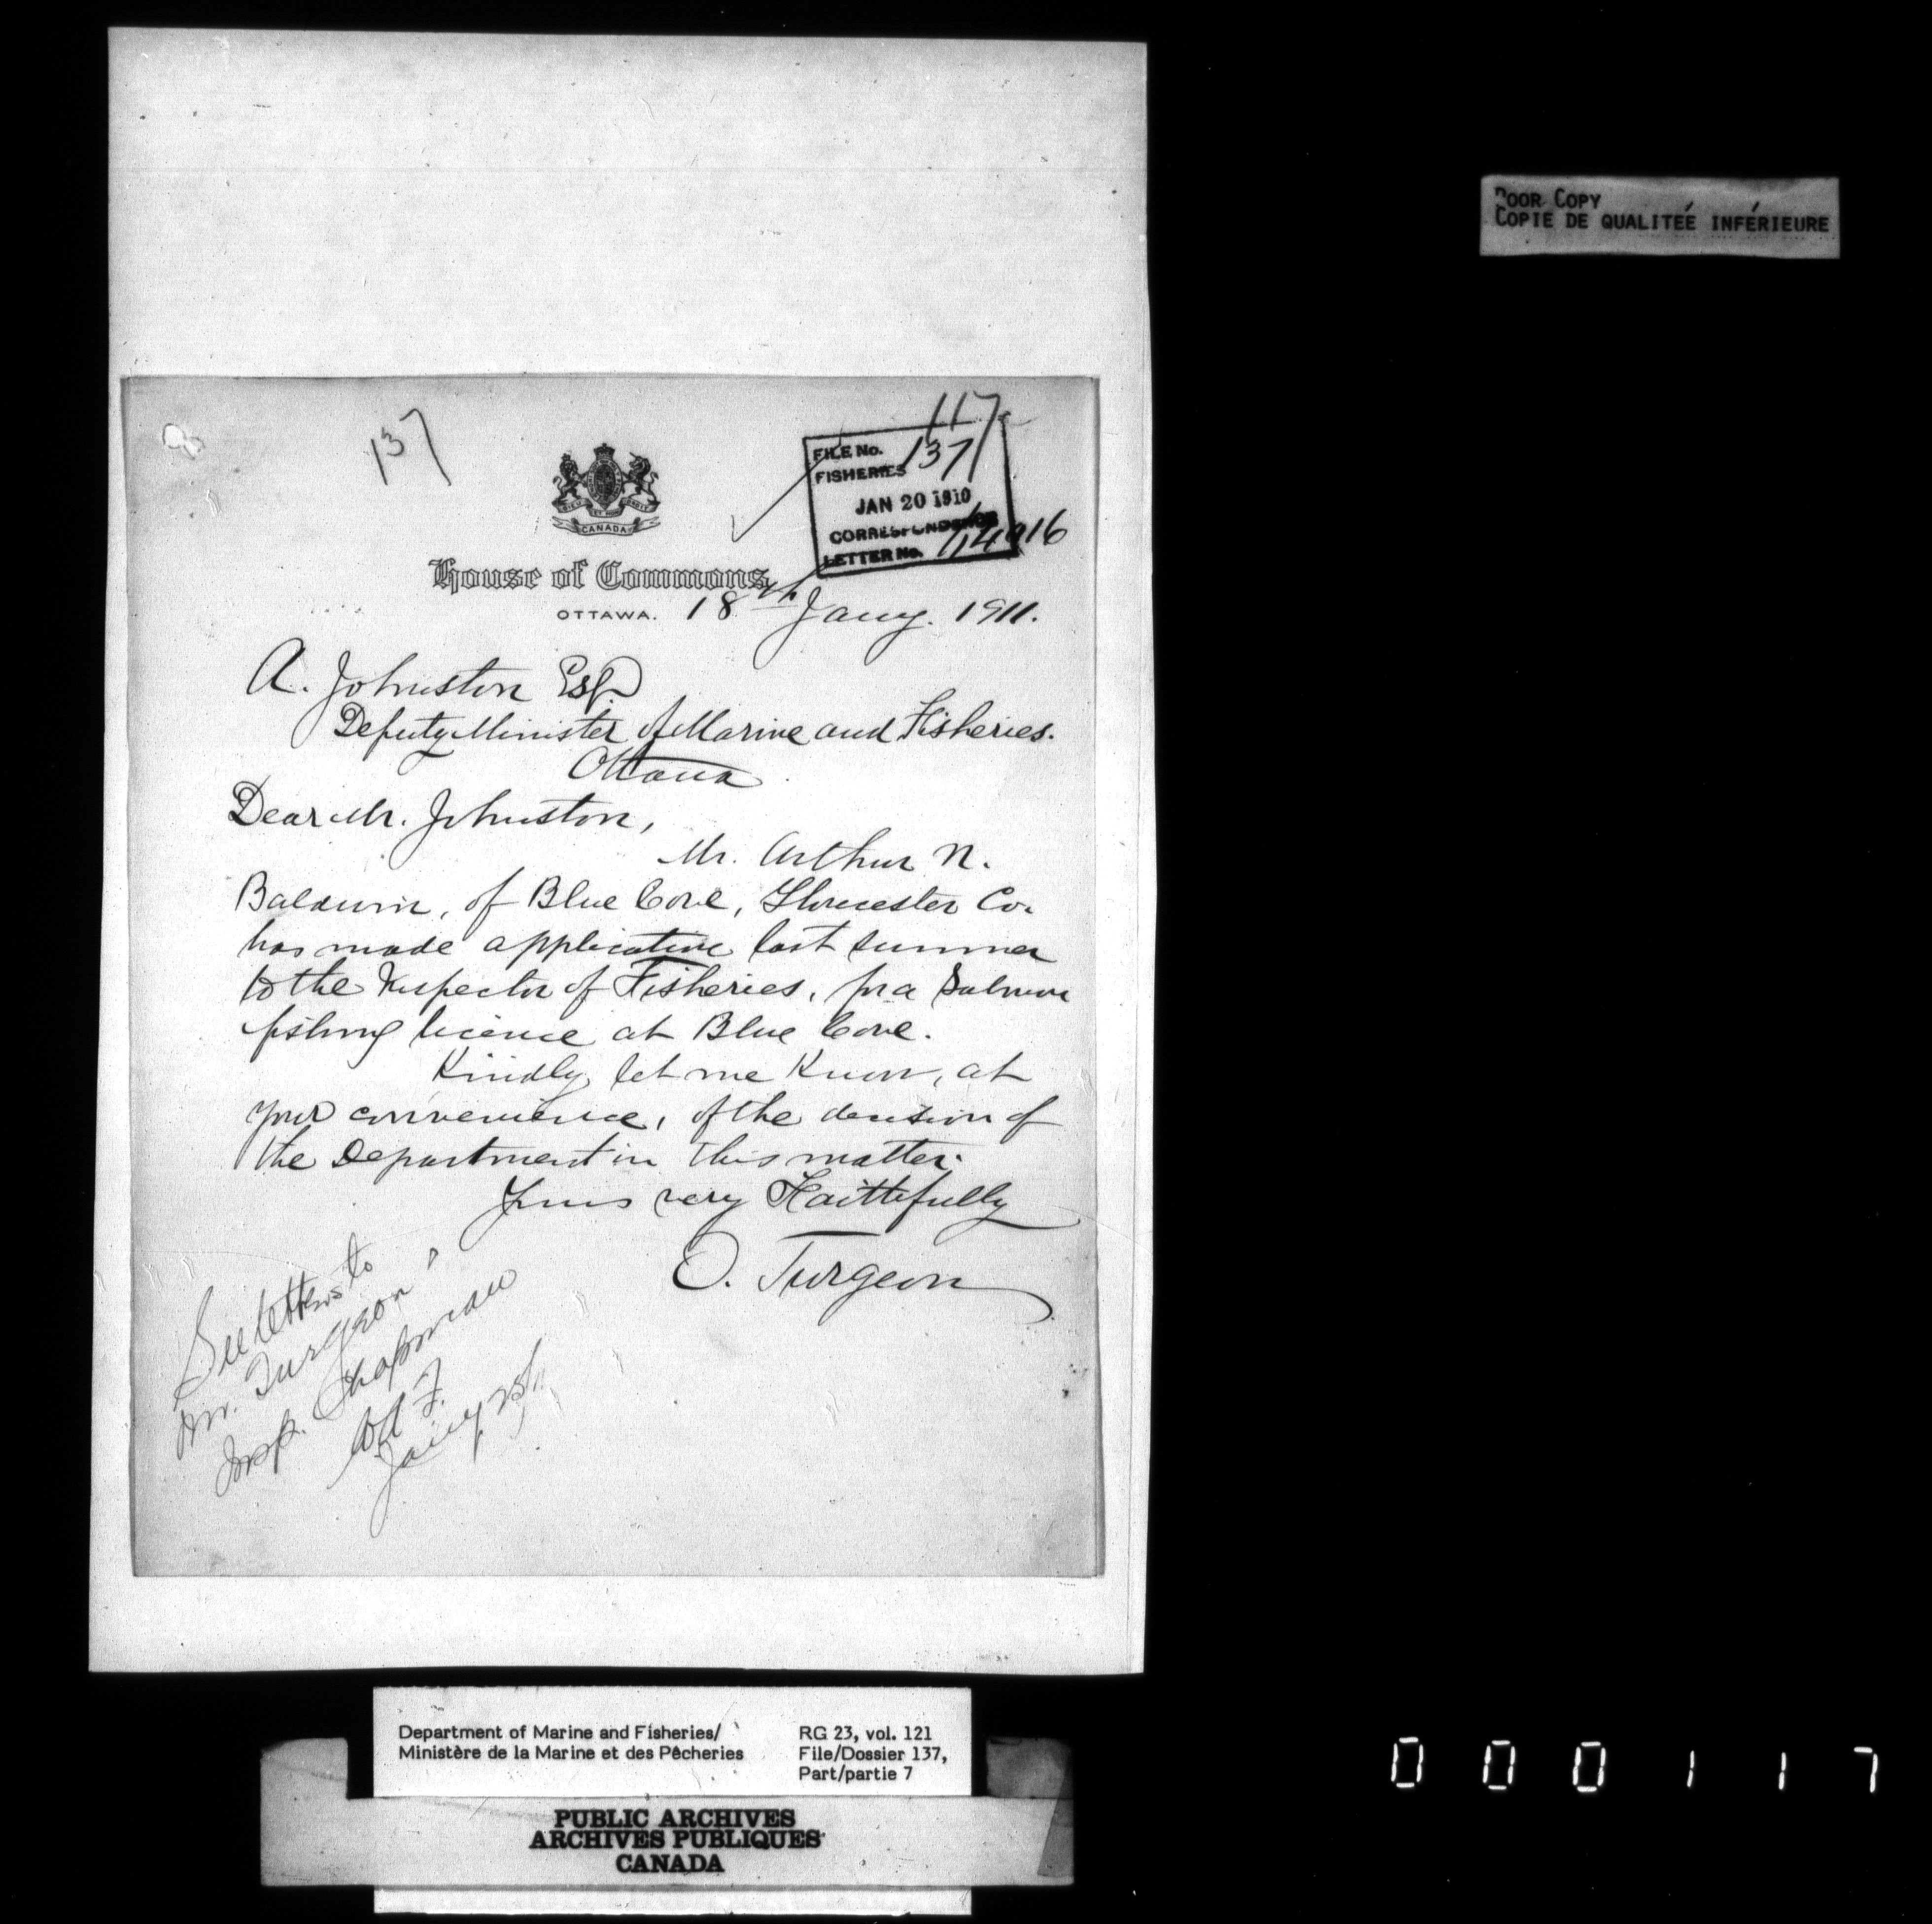 POOR COPY
COPIE DE QUALITÉE INFÉRIEURE
117
137
FILE No. 137
FISHERIES
JAN 20 1910
CORRESPONDENCE
LETTER No.
DIEU ET MON DROIT
CANADA
House of Commons
OTTAWA. 18th Jany. 1911.
A. Johnston Esq
Deputy Minister of Marine and Fisheries.
Ottawa
Dear Mr. Johnston,
Mr. Arthur N.
Baldwin, of Blue Cove, Gloucester Co.
has made application last summer
to the Inspector of Fisheries, for a Salmon
fishing licence at Blue Cove.
Kindly let me know, at
your convenience, of the decision of
the Department in this matter.
Yours very Faithfully
O. Turgeon
See letters to
Mr. Turgeon "
Insp. Chapman
Jany
Department of Marine and Fisheries/
Ministère de la Marine et des Pêcheries
RG 23, vol. 121
File/Dossier 137,
Part/partie 7
PUBLIC ARCHIVES
ARCHIVES PUBLIQUES
CANADA
000117